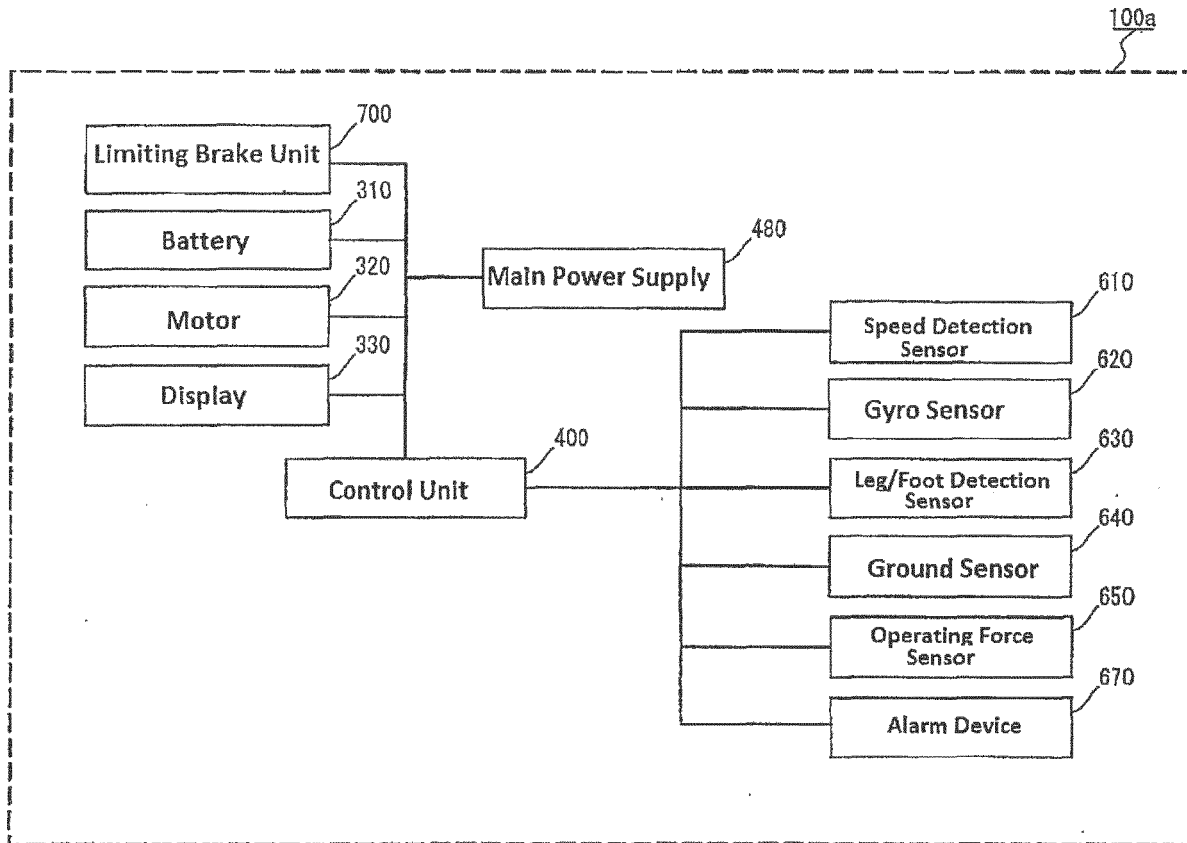 100a
700
Limiting Brake Unit
310
Battery
480
Main Power Supply
320
Motor
610
Speed Detection
Sensor
330
Display
620
Gyro Sensor
400
Control Unit
630
Leg/Foot Detection
Sensor
640
Ground Sensor
650
Operating Force
Sensor
670
Alarm Device